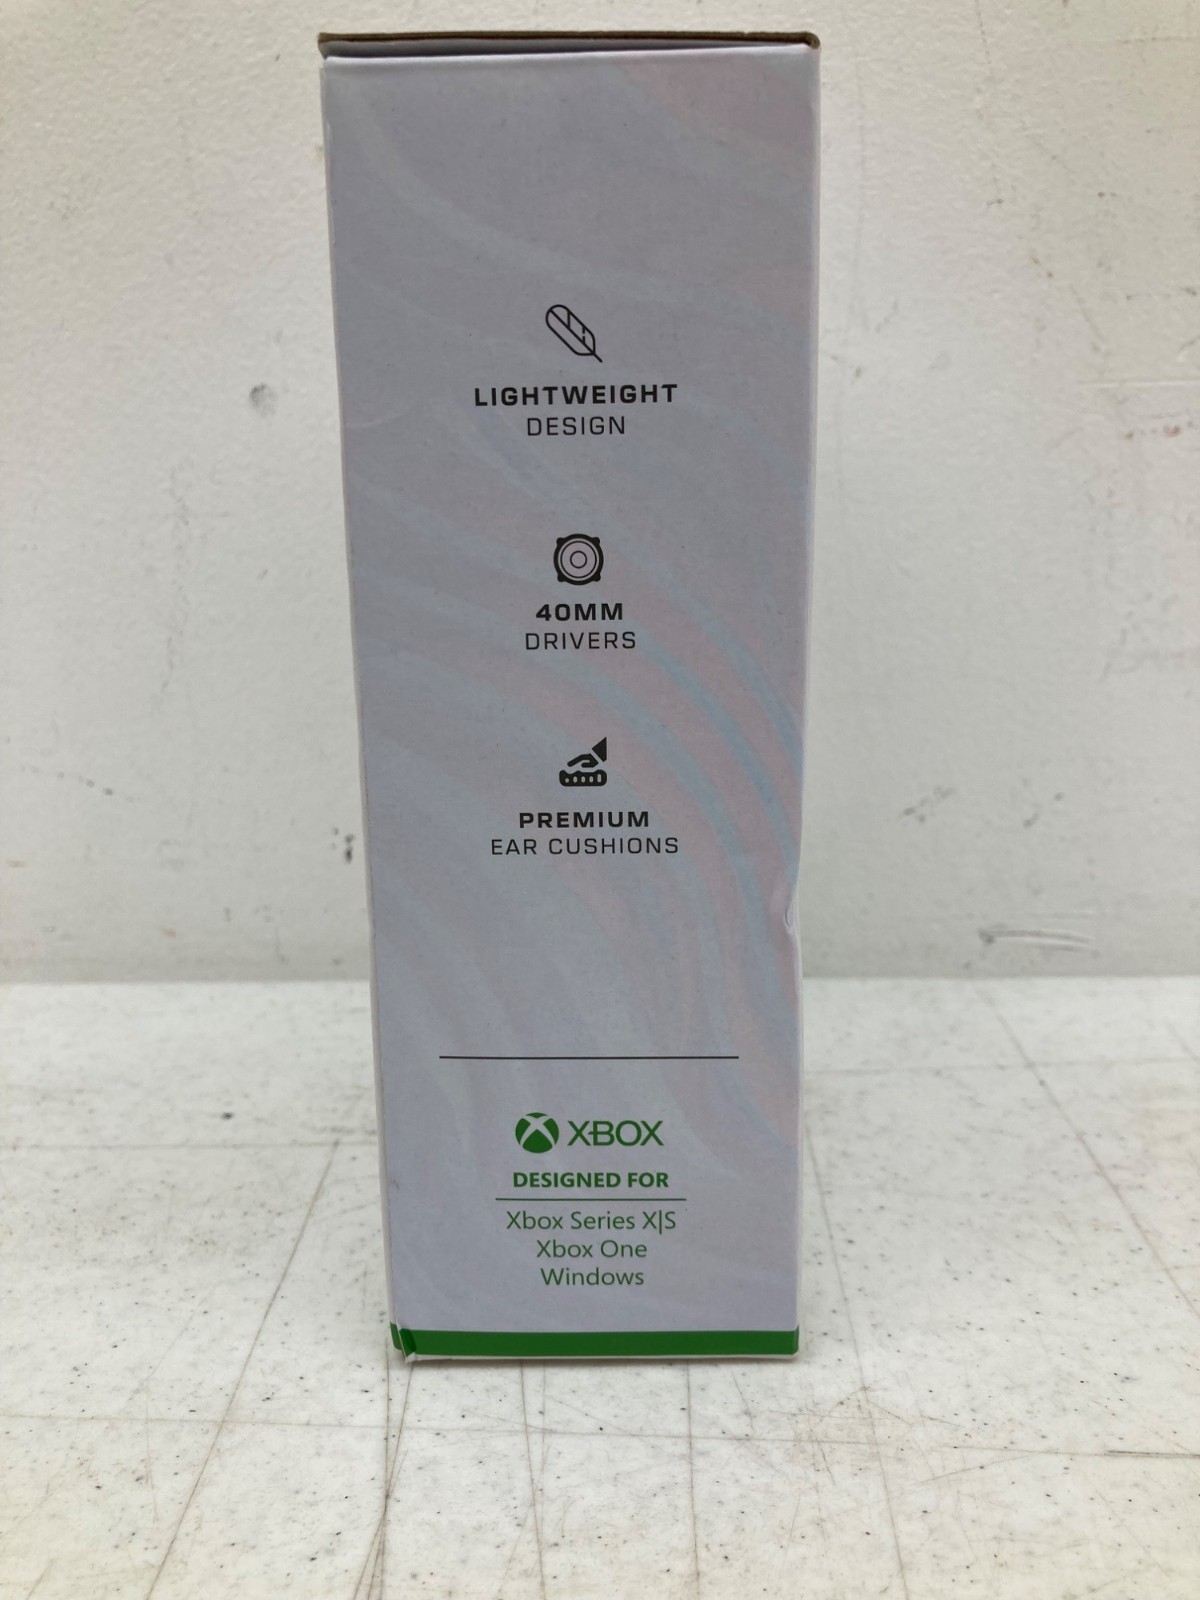 LIGHTWEIGHT
DESIGN
40MM
DRIVERS
PREMIUM
EAR CUSHIONS
XBOX
DESIGNED FOR
Xbox Series X|S
Xbox One
Windows